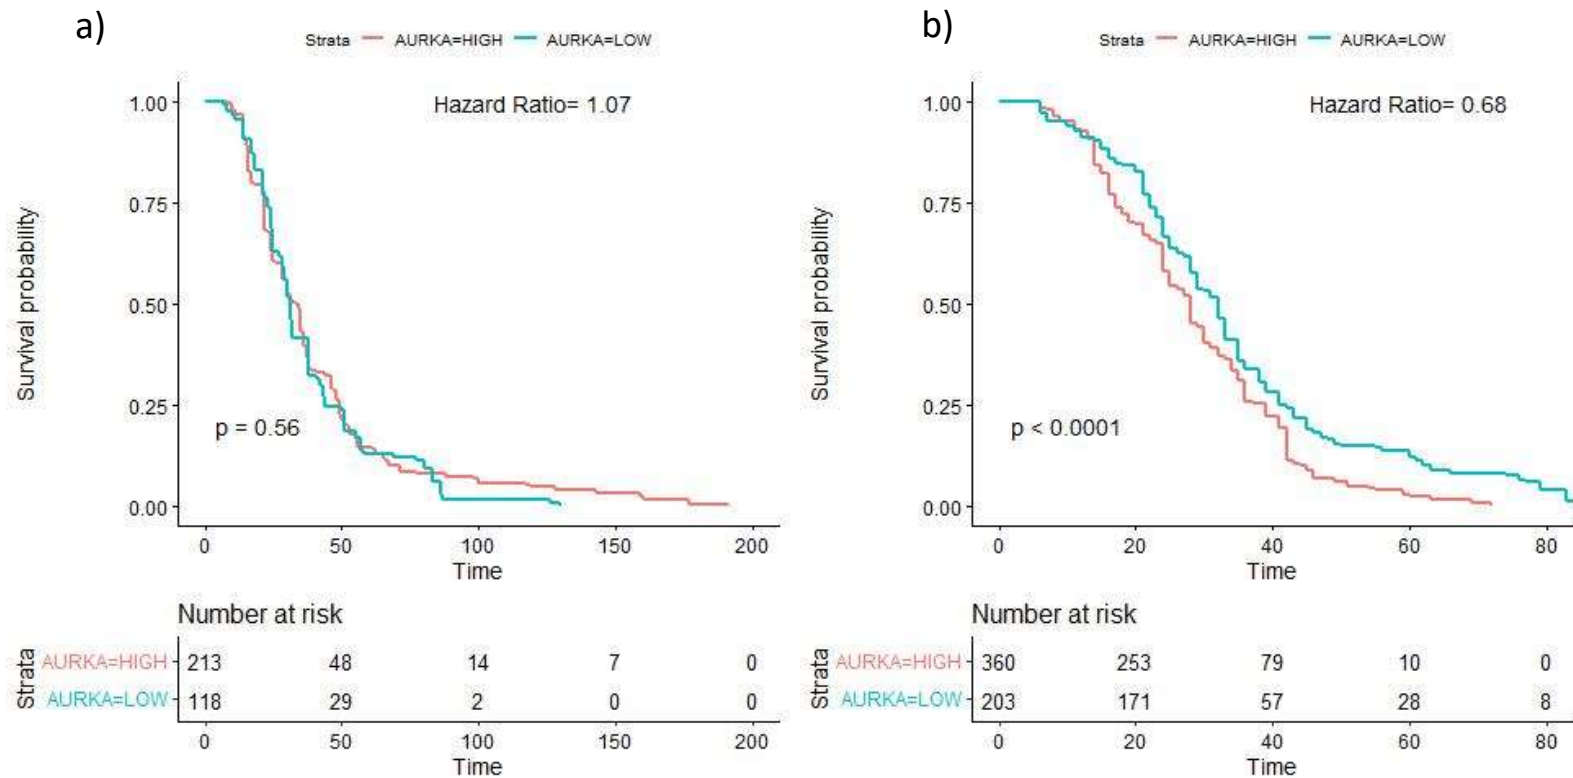 a)
Strata AURKA=HIGH AURKA=LOW
Hazard Ratio= 1.07
Survival probability
1.00
0.75
0.50
0.25
0.00
p = 0.56
0 50 100 150 200
Time
Number at risk
Strata
AURKA=HIGH 213 48 14 7 0
AURKA=LOW 118 29 2 0 0
0 50 100 150 200
Time
b)
Strata AURKA=HIGH AURKA=LOW
Hazard Ratio= 0.68
Survival probability
1.00
0.75
0.50
0.25
0.00
p < 0.0001
0 20 40 60 80
Time
Number at risk
Strata
AURKA=HIGH 360 253 79 10 0
AURKA=LOW 203 171 57 28 8
0 20 40 60 80
Time